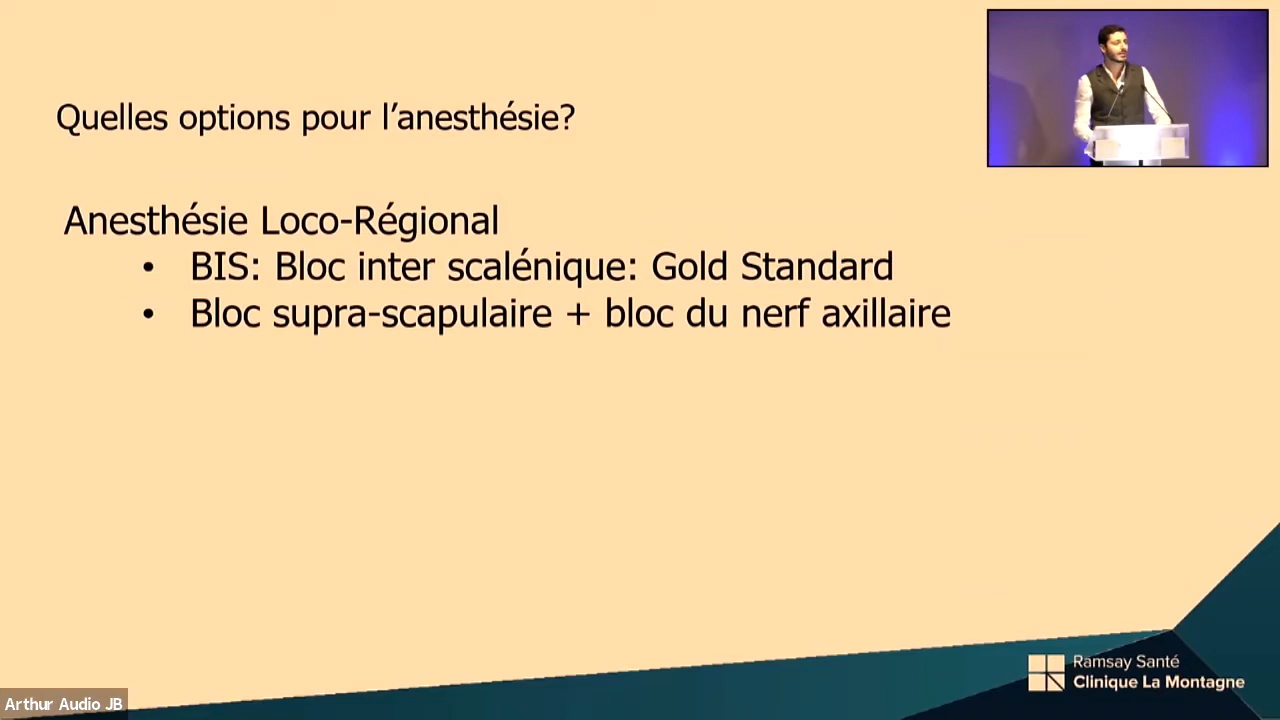 Quelles options pour l’anesthésie?
Anesthésie Loco-Régional
• BIS: Bloc inter scalénique: Gold Standard
• Bloc supra-scapulaire + bloc du nerf axillaire
Ramsay Santé
Clinique La Montagne
Arthur Audio JB